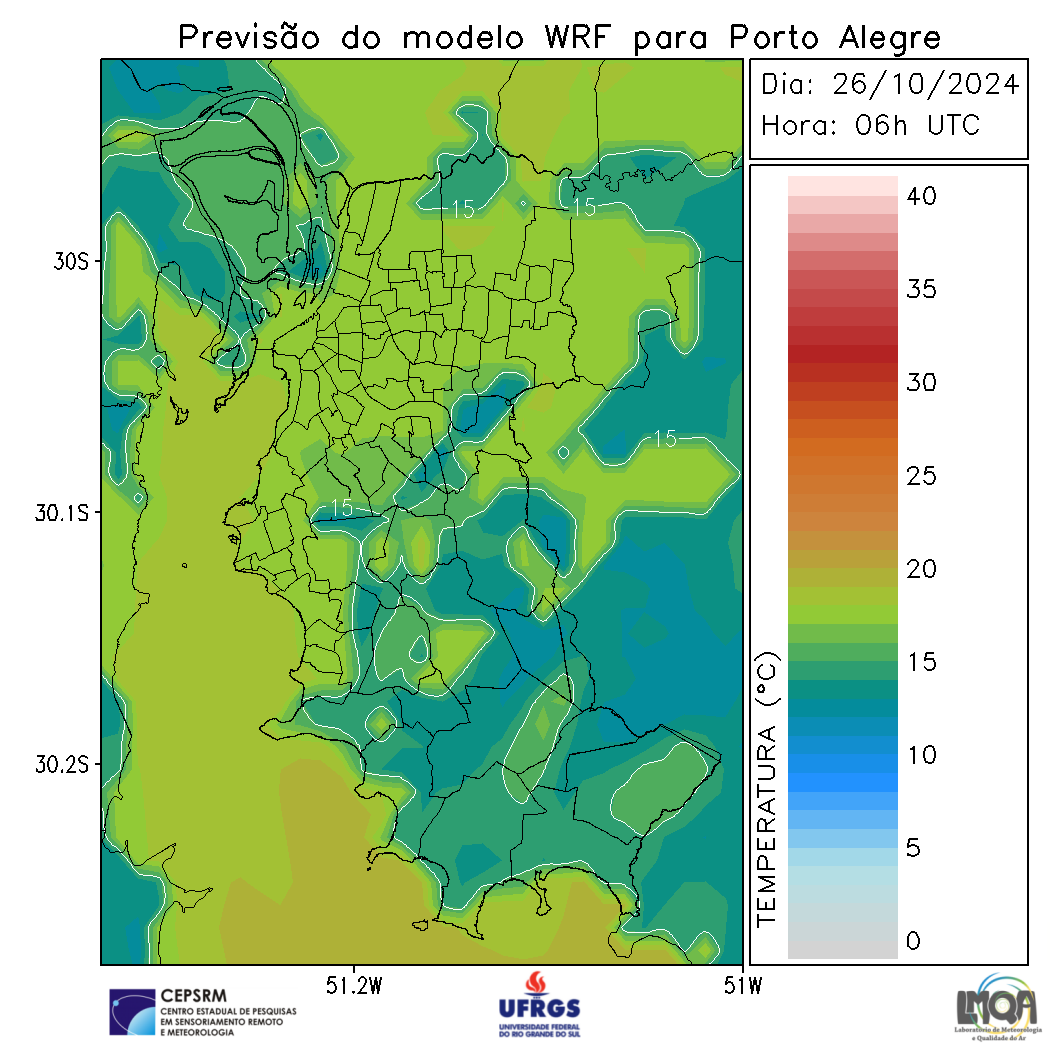 Previsão do modelo WRF para Porto Alegre
Dia: 26/10/2024
Hora: 06h UTC
30S
30.1S
30.2S
51.2W
51W
15
15
15
15
TEMPERATURA (°C)
40
35
30
25
20
15
10
5
0
CEPSRM
CENTRO ESTADUAL DE PESQUISAS
EM SENSORIAMENTO REMOTO
E METEOROLOGIA
UFRGS
UNIVERSIDADE FEDERAL
DO RIO GRANDE DO SUL
LMQA
Laboratório de Meteorologia
e Qualidade do Ar